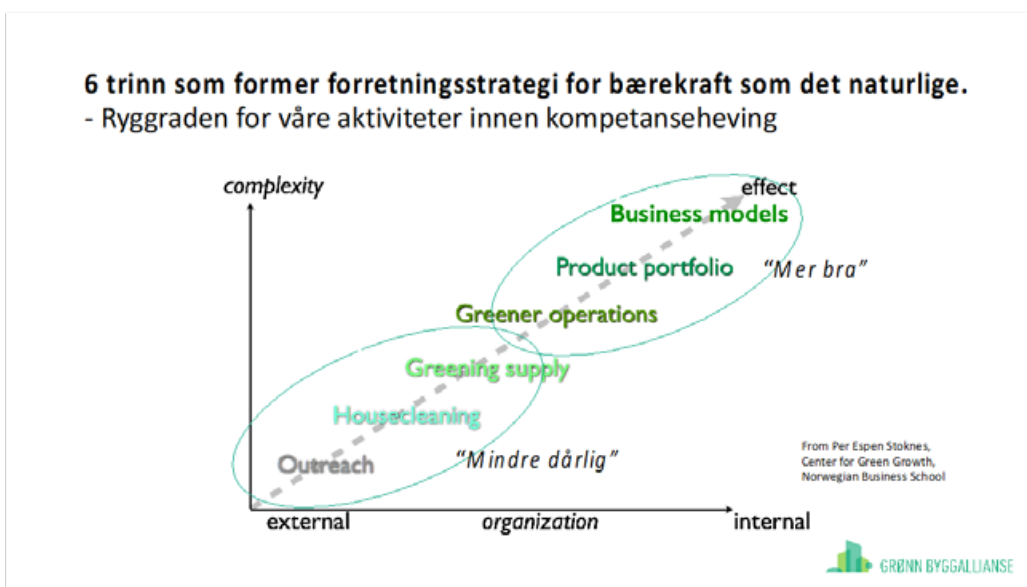 6 trinn som former forretningsstrategi for bærekraft som det naturlige.
- Ryggraden for våre aktiviteter innen kompetanseheving
complexity
effect
Business models
Product portfolio
“Mer bra”
Greener operations
Greening supply
Housecleaning
Outreach
“Mindre dårlig”
From Per Espen Stoknes,
Center for Green Growth,
Norwegian Business School
external
organization
internal
GRØNN BYGGALLIANSE